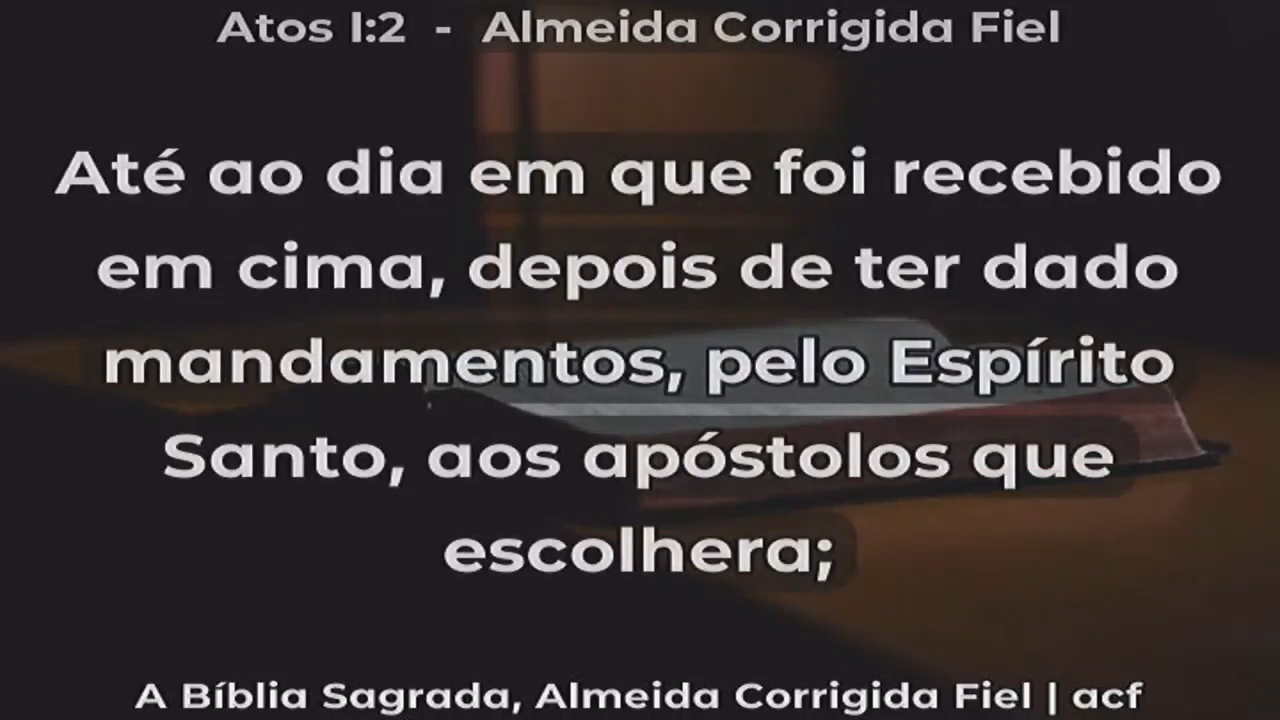 Atos I:2 - Almeida Corrigida Fiel
Até ao dia em que foi recebido
em cima, depois de ter dado
mandamentos, pelo Espírito
Santo, aos apóstolos que
escolhera;
A Bíblia Sagrada, Almeida Corrigida Fiel | acf